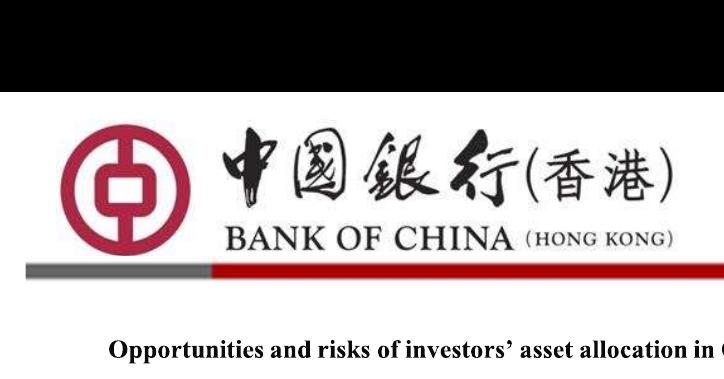 中國銀行(香港)
BANK OF CHINA (HONG KONG)
Opportunities and risks of investors’ asset allocation in